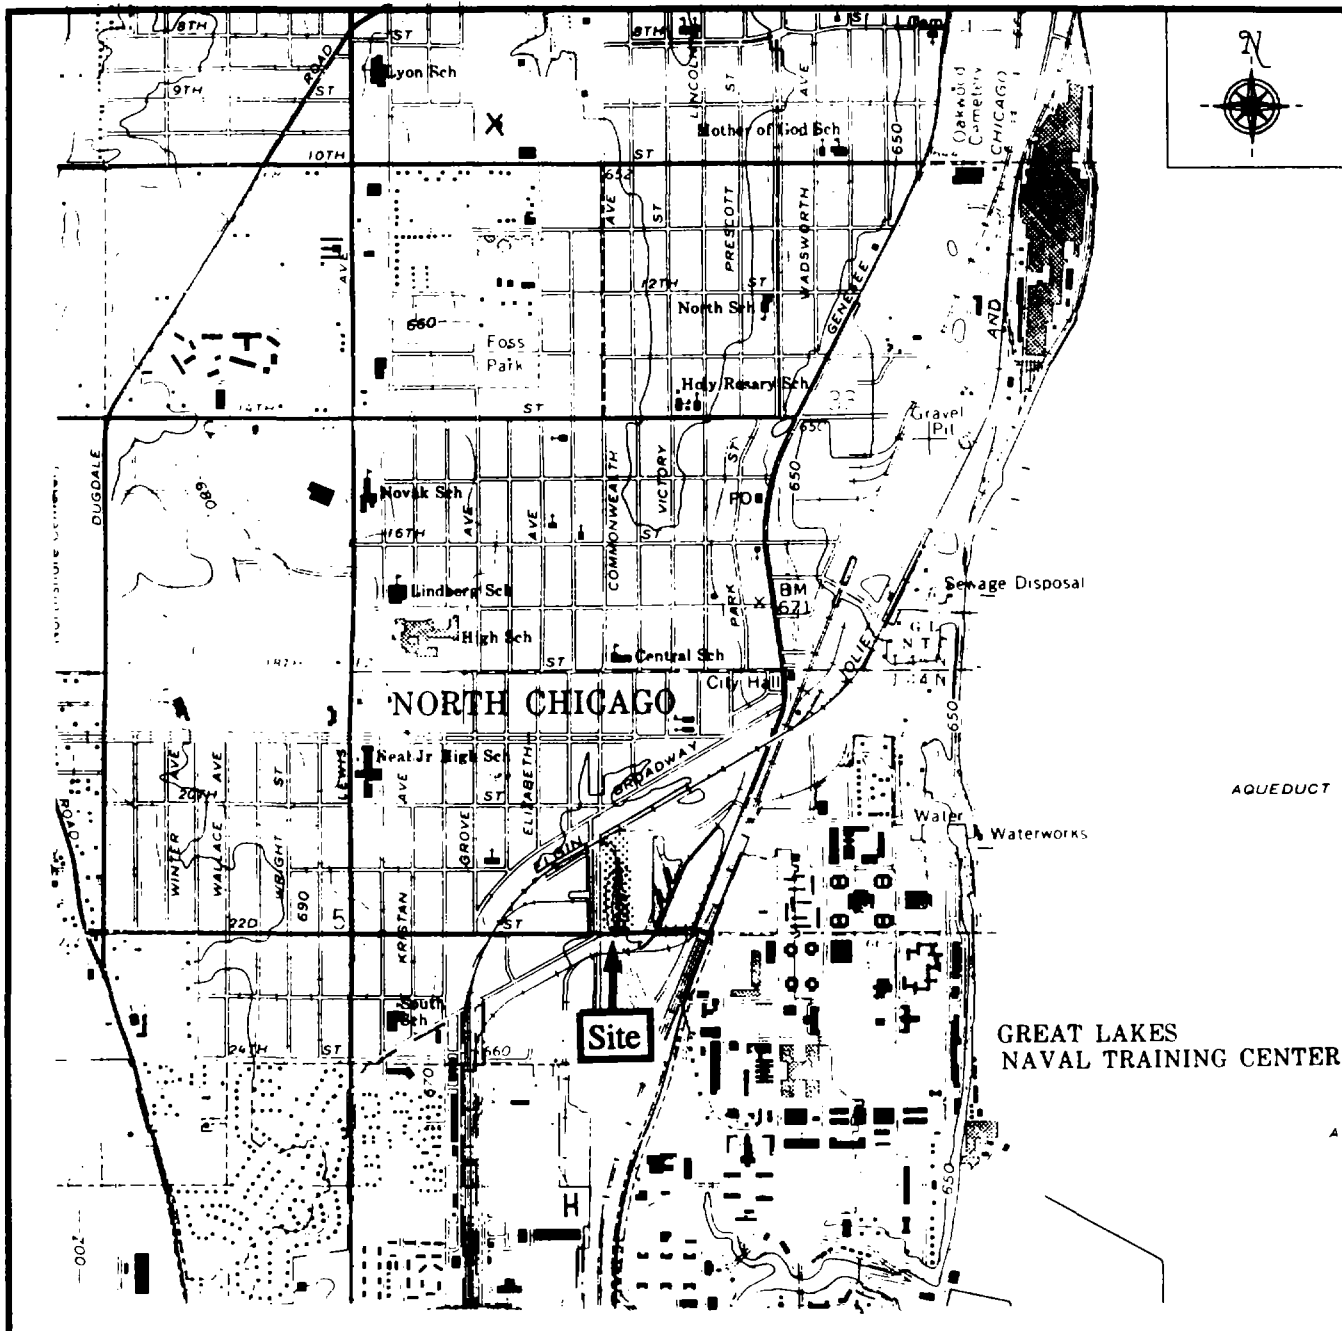 8TH
ST
8TH
ST
N
ROAD
Lyon Sch
LINCOLN
ST
AVE
Oakwood
Cemetery
CHICAGO
9TH
ST
Mother of God Sch
650
10TH
ST
652
AVE
ST
PRESCOTT
WADSWORTH
AVE
12TH
ST
GENESEE
North Sch
AND
660
Foss
Park
Holy Rosary Sch
14TH
ST
Gravel
Pit
650
DUGDALE
COMMONWEALTH
VICTORY
ST
650
680
Novak Sch
PO
AVE
AVE
16TH
ST
Lindberg Sch
BM
671
PARK
Sewage Disposal
High Sch
18TH
ST
Central Sch
City Hall
JOLIET
NORTH CHICAGO
650
Neal Jr High Sch
BROADWAY
WINTER AVE
WALLACE AVE
ST
LEWIS
AVE
ELIZABETH
20TH
ST
AQUEDUCT
ROAD
Water
Waterworks
GROVE
ELGIN
WRIGHT
690
KRISTAN
22D
ST
South
Sch
Site
GREAT LAKES
NAVAL TRAINING CENTER
24TH
ST
660
670
A
650
700